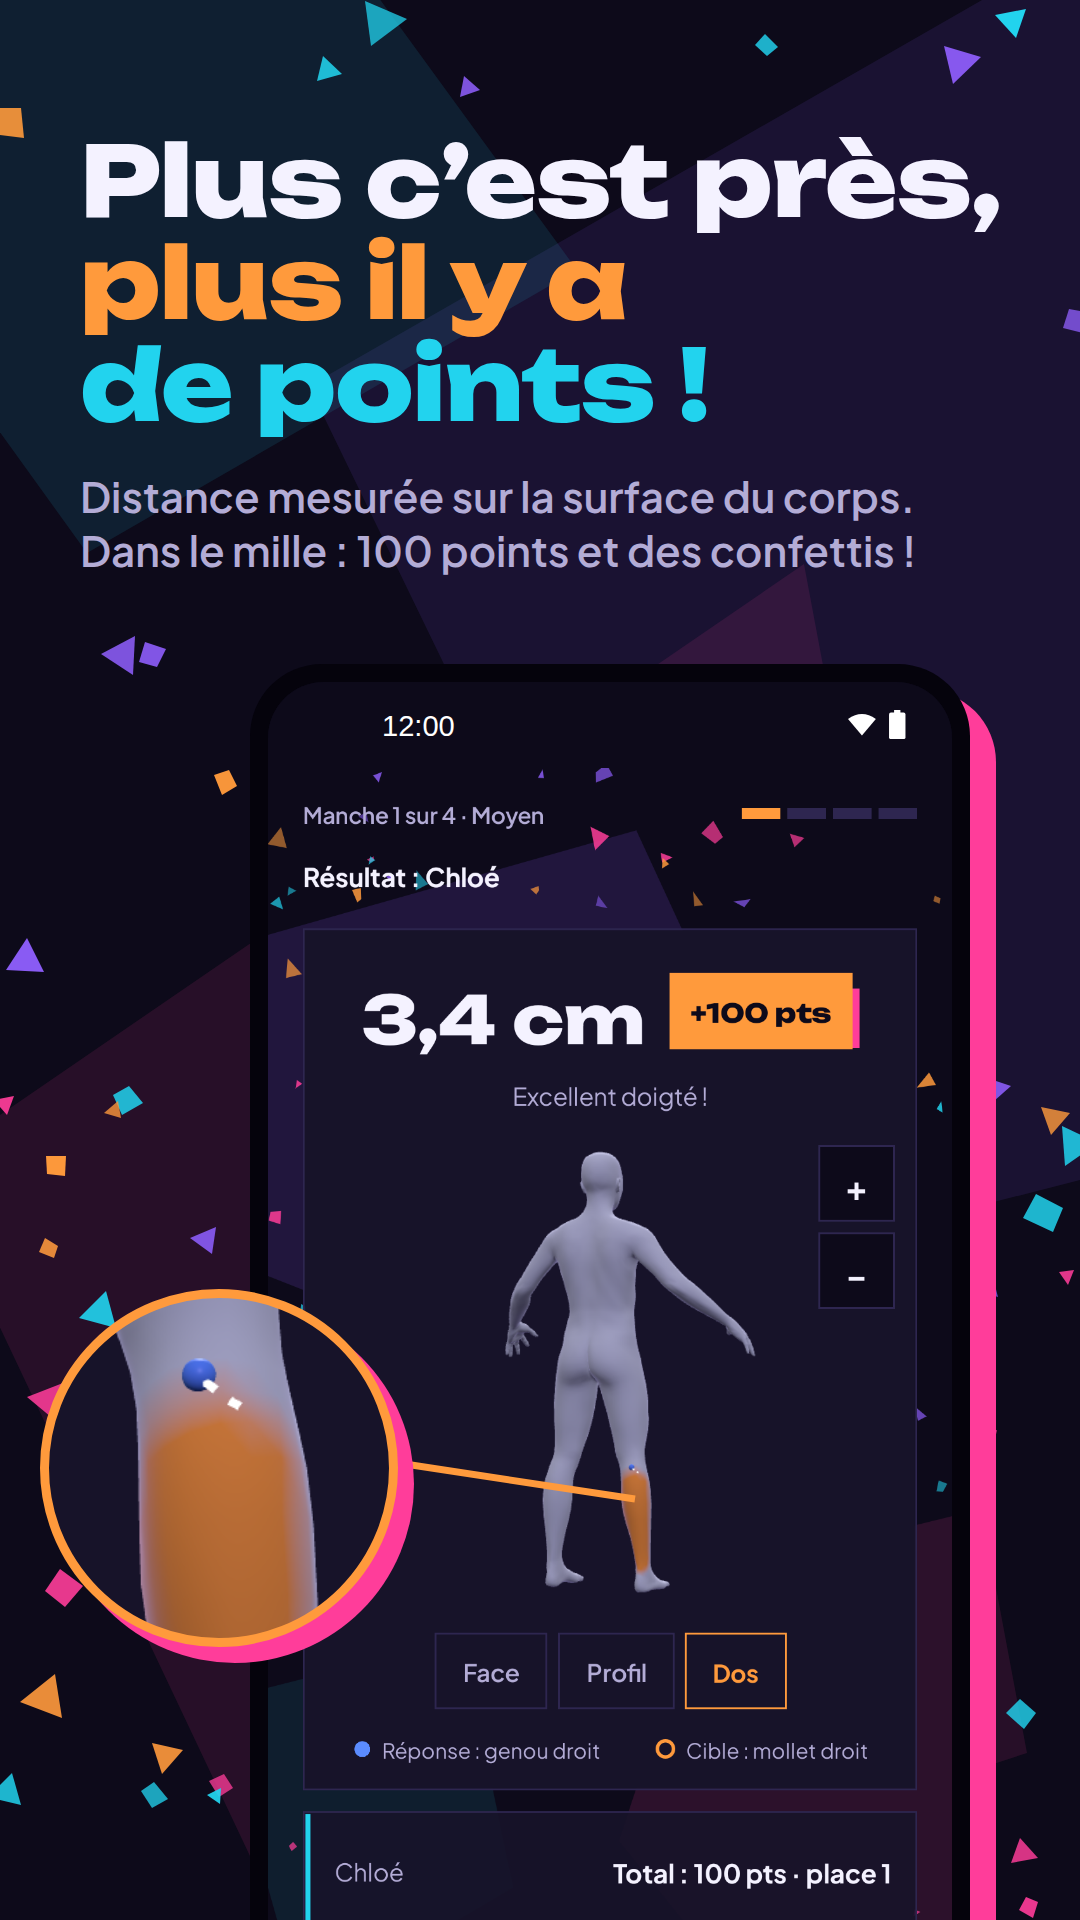 Plus c’est près,
plus il y a
de points !
Distance mesurée sur la surface du corps.
Dans le mille : 100 points et des confettis !
12:00
Manche 1 sur 4 · Moyen
Résultat : Chloé
3,4 cm
+100 pts
Excellent doigté !
+
−
Face
Profil
Dos
Réponse : genou droit
Cible : mollet droit
Chloé
Total : 100 pts · place 1